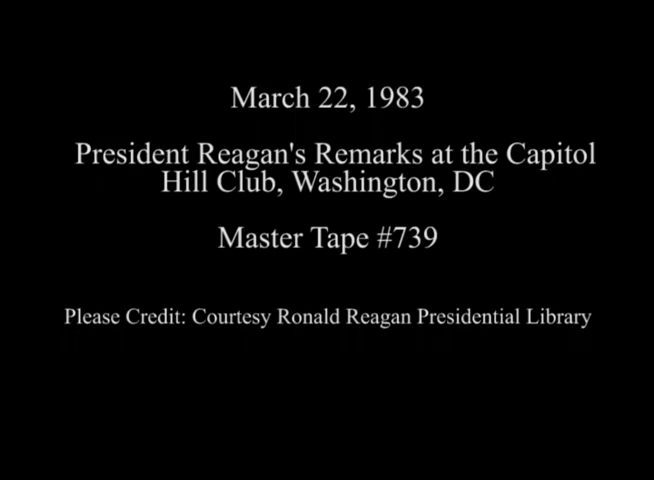 March 22, 1983
President Reagan's Remarks at the Capitol
Hill Club, Washington, DC
Master Tape #739
Please Credit: Courtesy Ronald Reagan Presidential Library